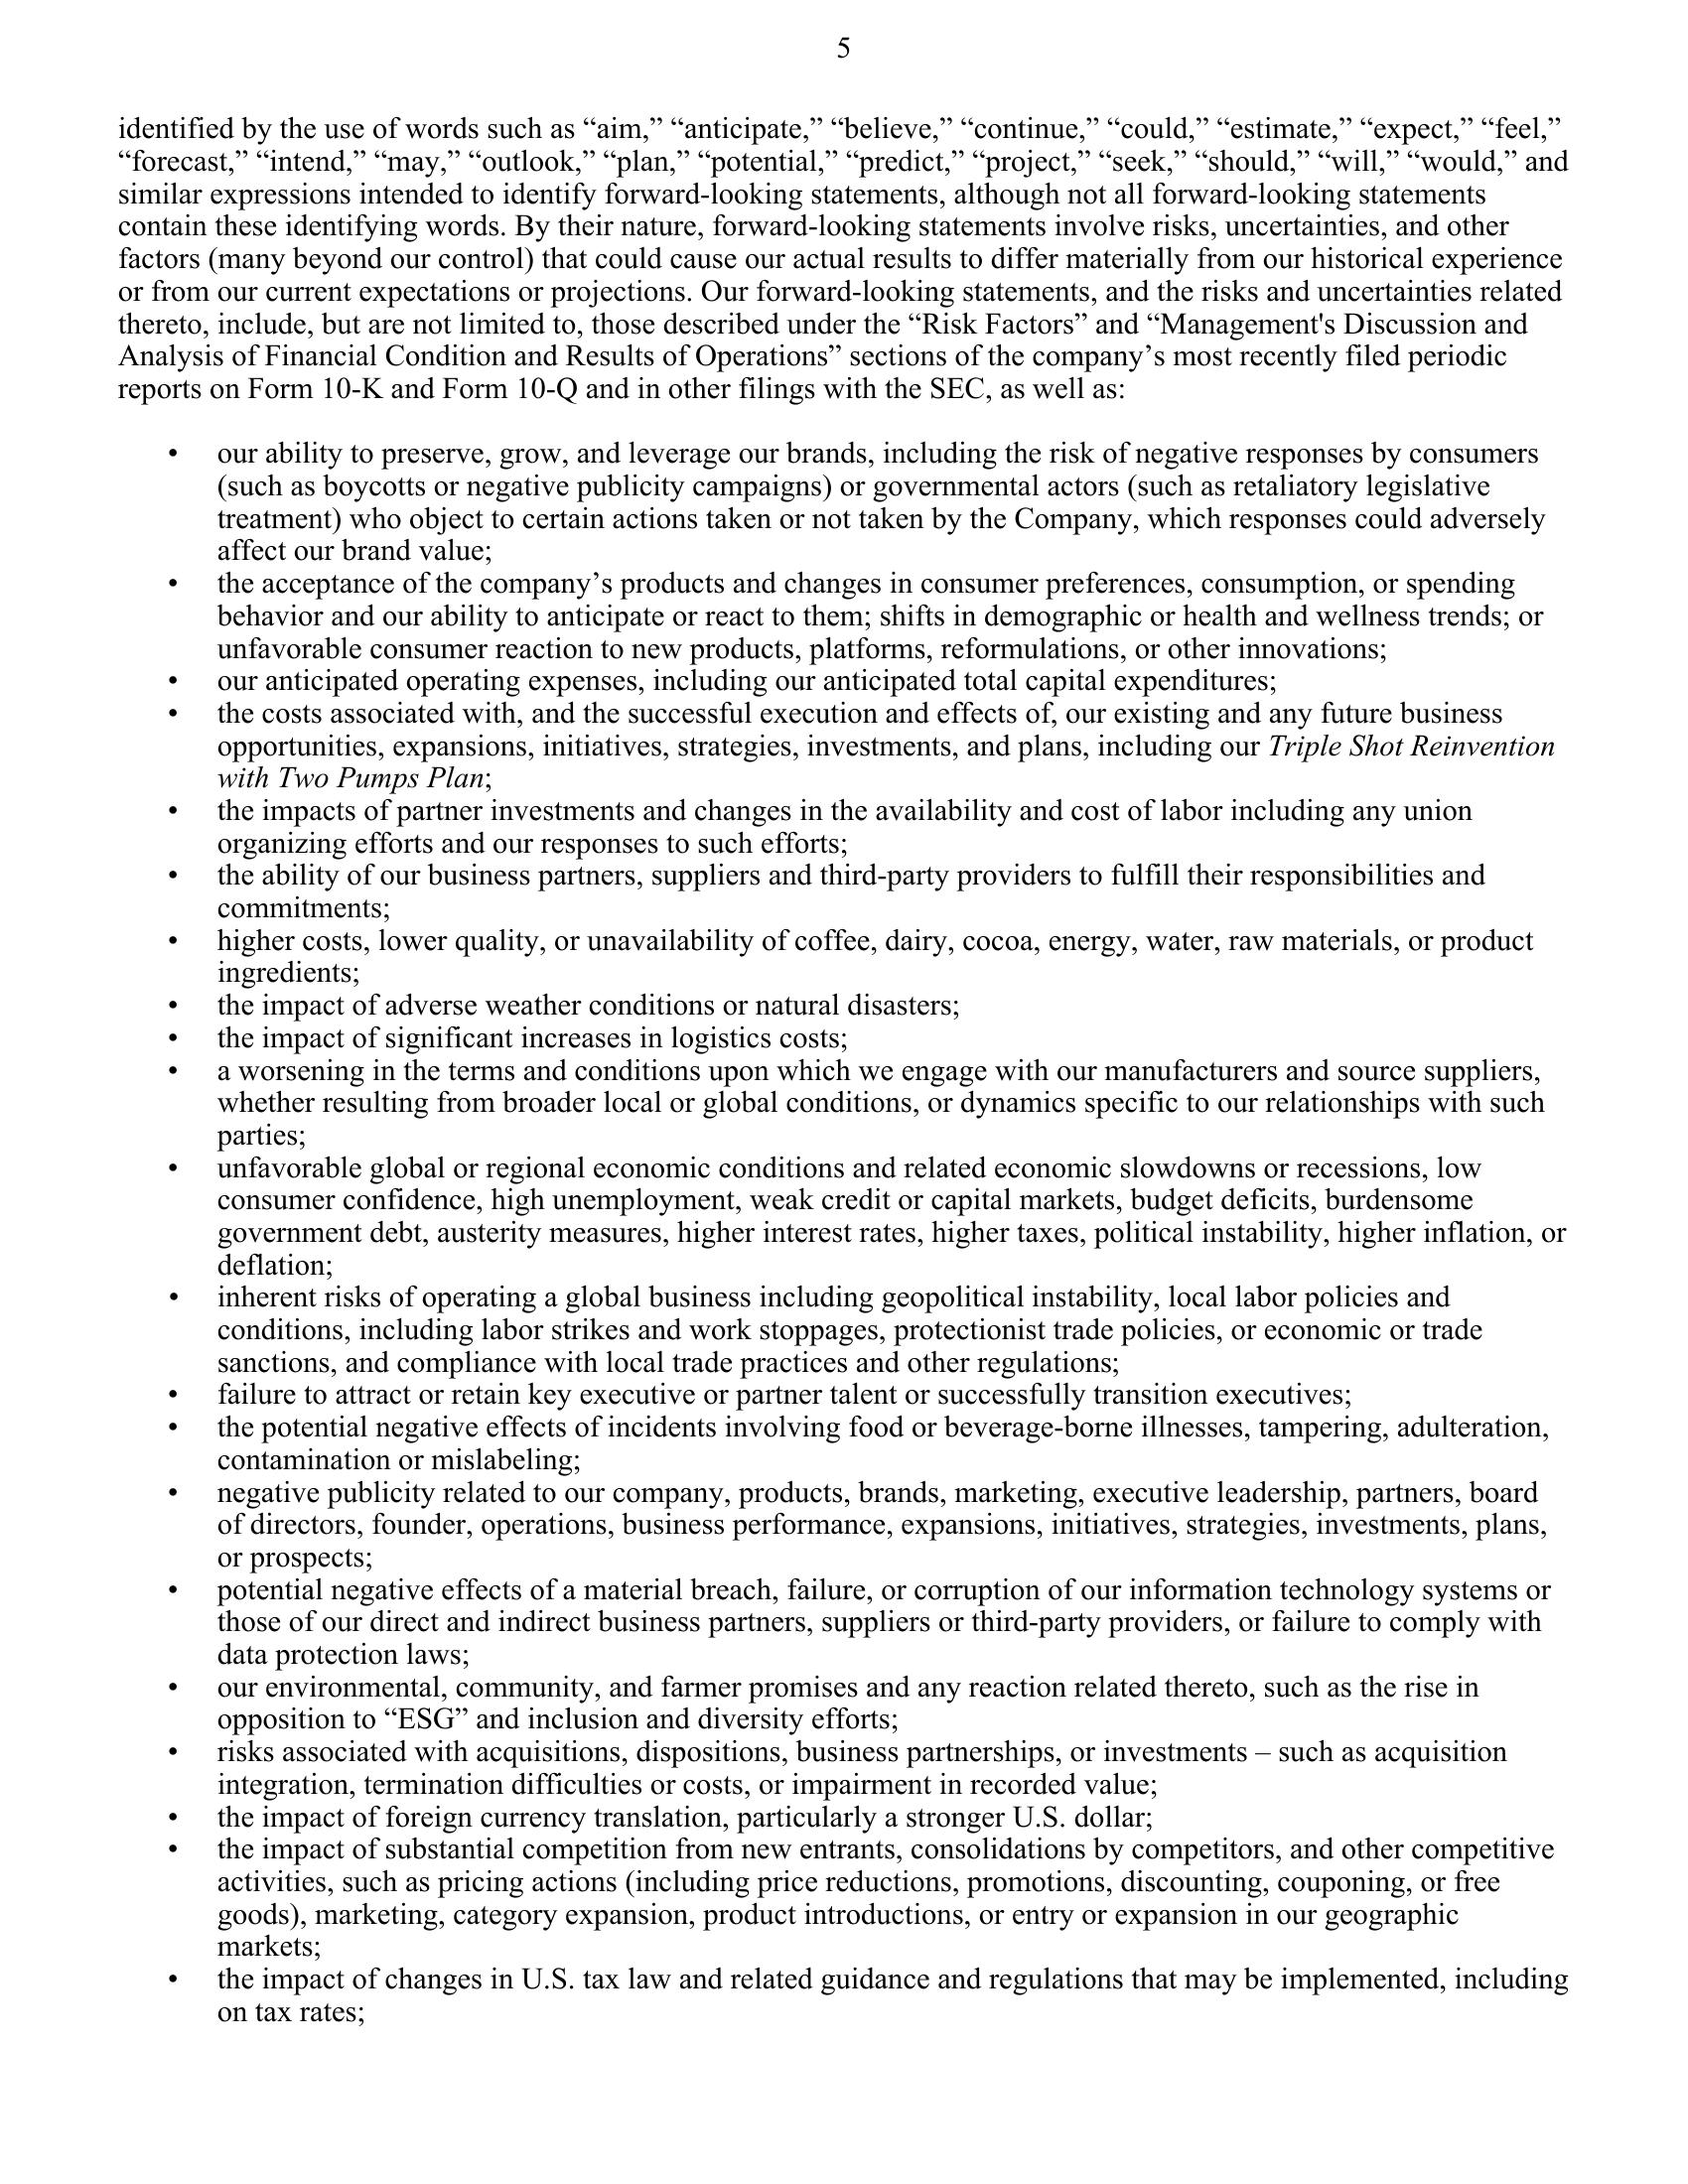 5
identified by the use of words such as “aim,” “anticipate,” “believe,” “continue,” “could,” “estimate,” “expect,” “feel,”
“forecast,” “intend,” “may,” “outlook,” “plan,” “potential,” “predict,” “project,” “seek,” “should,” “will,” “would,” and
similar expressions intended to identify forward-looking statements, although not all forward-looking statements
contain these identifying words. By their nature, forward-looking statements involve risks, uncertainties, and other
factors (many beyond our control) that could cause our actual results to differ materially from our historical experience
or from our current expectations or projections. Our forward-looking statements, and the risks and uncertainties related
thereto, include, but are not limited to, those described under the “Risk Factors” and “Management's Discussion and
Analysis of Financial Condition and Results of Operations” sections of the company’s most recently filed periodic
reports on Form 10-K and Form 10-Q and in other filings with the SEC, as well as:
• our ability to preserve, grow, and leverage our brands, including the risk of negative responses by consumers
(such as boycotts or negative publicity campaigns) or governmental actors (such as retaliatory legislative
treatment) who object to certain actions taken or not taken by the Company, which responses could adversely
affect our brand value;
• the acceptance of the company’s products and changes in consumer preferences, consumption, or spending
behavior and our ability to anticipate or react to them; shifts in demographic or health and wellness trends; or
unfavorable consumer reaction to new products, platforms, reformulations, or other innovations;
• our anticipated operating expenses, including our anticipated total capital expenditures;
• the costs associated with, and the successful execution and effects of, our existing and any future business
opportunities, expansions, initiatives, strategies, investments, and plans, including our Triple Shot Reinvention
with Two Pumps Plan;
• the impacts of partner investments and changes in the availability and cost of labor including any union
organizing efforts and our responses to such efforts;
• the ability of our business partners, suppliers and third-party providers to fulfill their responsibilities and
commitments;
• higher costs, lower quality, or unavailability of coffee, dairy, cocoa, energy, water, raw materials, or product
ingredients;
• the impact of adverse weather conditions or natural disasters;
• the impact of significant increases in logistics costs;
• a worsening in the terms and conditions upon which we engage with our manufacturers and source suppliers,
whether resulting from broader local or global conditions, or dynamics specific to our relationships with such
parties;
• unfavorable global or regional economic conditions and related economic slowdowns or recessions, low
consumer confidence, high unemployment, weak credit or capital markets, budget deficits, burdensome
government debt, austerity measures, higher interest rates, higher taxes, political instability, higher inflation, or
deflation;
• inherent risks of operating a global business including geopolitical instability, local labor policies and
conditions, including labor strikes and work stoppages, protectionist trade policies, or economic or trade
sanctions, and compliance with local trade practices and other regulations;
• failure to attract or retain key executive or partner talent or successfully transition executives;
• the potential negative effects of incidents involving food or beverage-borne illnesses, tampering, adulteration,
contamination or mislabeling;
• negative publicity related to our company, products, brands, marketing, executive leadership, partners, board
of directors, founder, operations, business performance, expansions, initiatives, strategies, investments, plans,
or prospects;
• potential negative effects of a material breach, failure, or corruption of our information technology systems or
those of our direct and indirect business partners, suppliers or third-party providers, or failure to comply with
data protection laws;
• our environmental, community, and farmer promises and any reaction related thereto, such as the rise in
opposition to “ESG” and inclusion and diversity efforts;
• risks associated with acquisitions, dispositions, business partnerships, or investments – such as acquisition
integration, termination difficulties or costs, or impairment in recorded value;
• the impact of foreign currency translation, particularly a stronger U.S. dollar;
• the impact of substantial competition from new entrants, consolidations by competitors, and other competitive
activities, such as pricing actions (including price reductions, promotions, discounting, couponing, or free
goods), marketing, category expansion, product introductions, or entry or expansion in our geographic
markets;
• the impact of changes in U.S. tax law and related guidance and regulations that may be implemented, including
on tax rates;